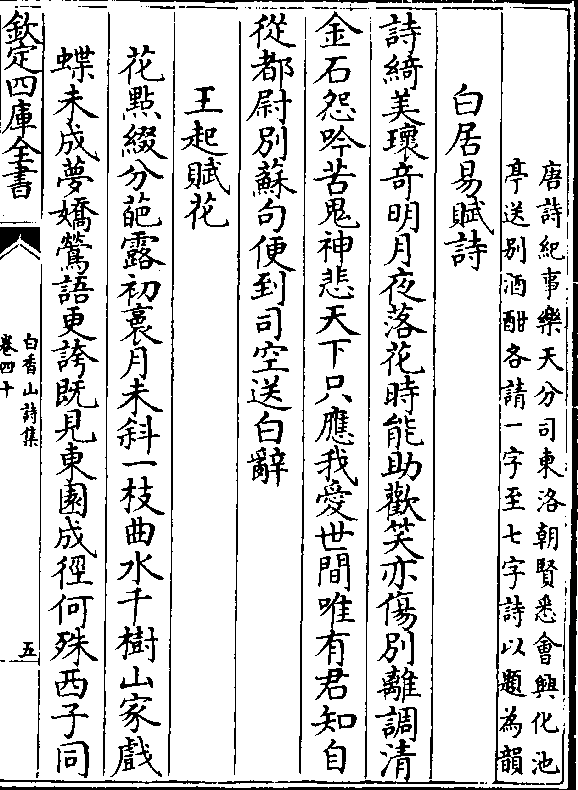 唐詩紀事樂天分司東洛朝賢悉會興化池
亭送别酒酣各請一字至七字詩以題為韻
白居易賦詩
詩綺美瓌竒明月夜落花時能助歡笑亦傷別離調清
金石怨吟苦鬼神悲天下只應我愛世間唯有君知自
從都尉別蘇句便到司空送白辭
王起賦花
花點綴分葩露初裛月未斜一枝曲水千樹山家戲
蝶未成夢嬌鶯語更誇既見東園成徑何殊西子同
欽定四庫全書
白香山詩集
卷四十
五